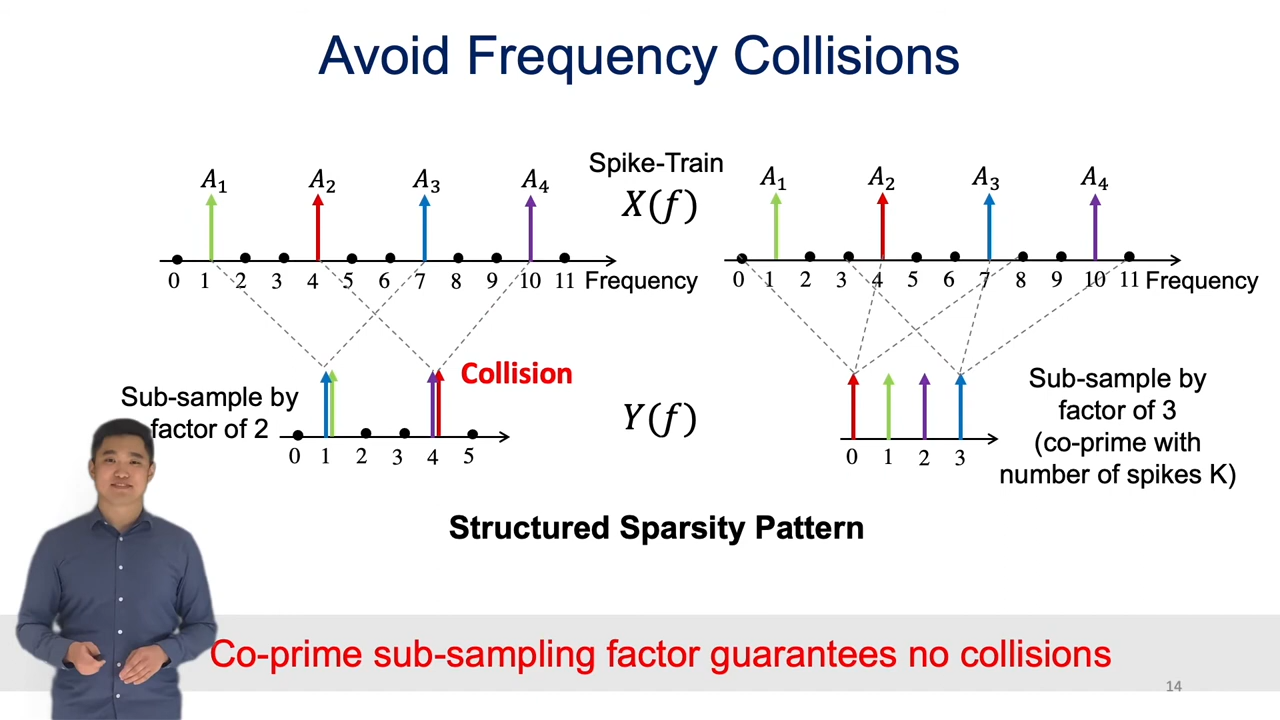 Avoid Frequency Collisions
A₁ A₂ A₃ A₄
0 1 2 3 4 5 6 7 8 9 10 11 Frequency
Spike-Train
X(f)
A₁ A₂ A₃ A₄
0 1 2 3 4 5 6 7 8 9 10 11 Frequency
Sub-sample by
factor of 2
Collision
0 1 2 3 4 5
Y(f)
0 1 2 3
Sub-sample by
factor of 3
(co-prime with
number of spikes K)
Structured Sparsity Pattern
Co-prime sub-sampling factor guarantees no collisions
14